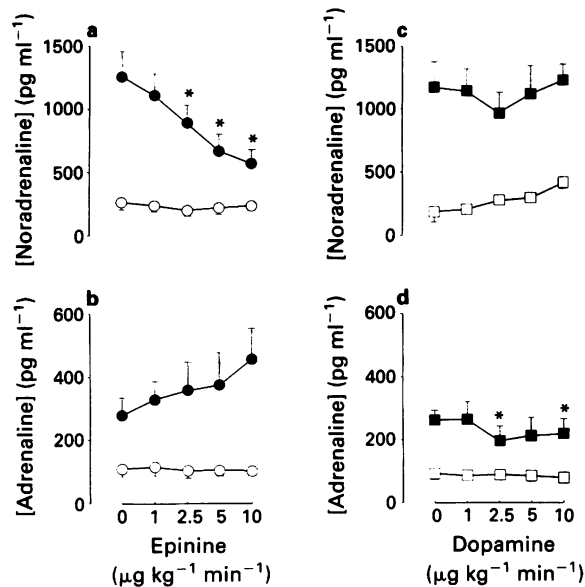 a
[Noradrenaline] (pg ml⁻¹)
1500
1000
500
0
* * *
c
[Noradrenaline] (pg ml⁻¹)
1500
1000
500
0
b
[Adrenaline] (pg ml⁻¹)
600
400
200
0
0 1 2.5 5 10
Epinine
(μg kg⁻¹ min⁻¹)
d
[Adrenaline] (pg ml⁻¹)
600
400
200
0
* *
0 1 2.5 5 10
Dopamine
(μg kg⁻¹ min⁻¹)